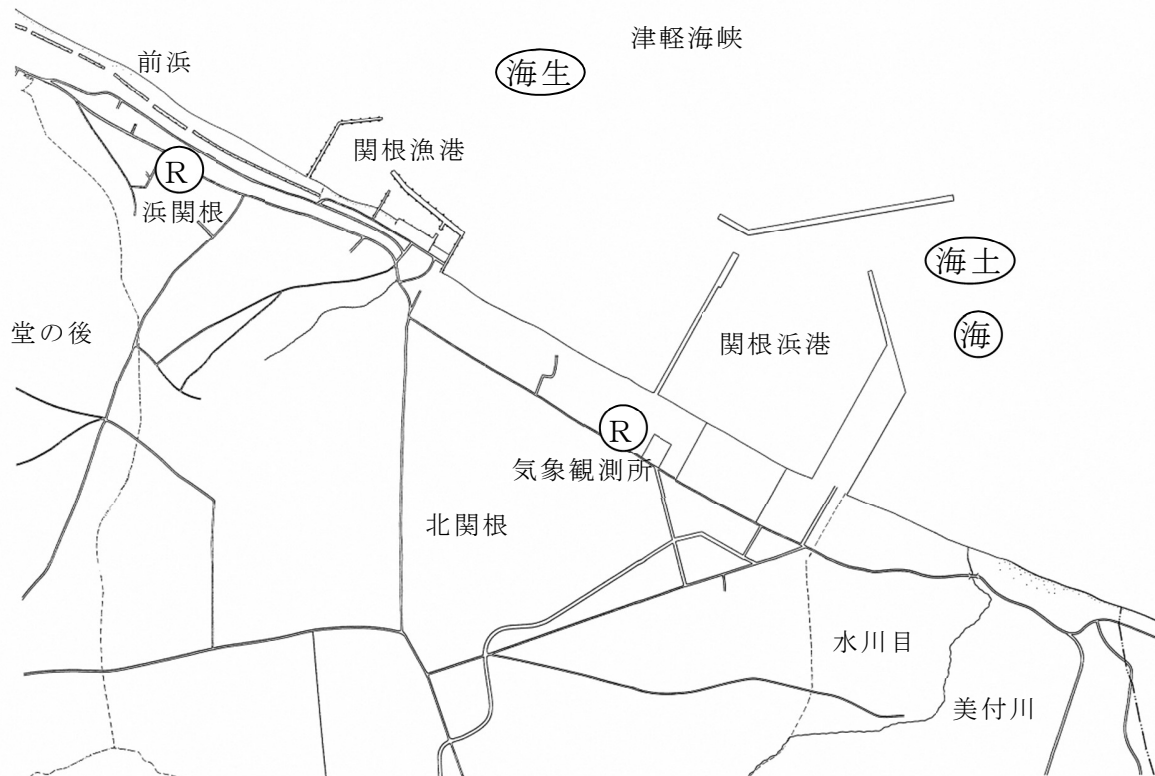 津軽海峡
海生
前浜
関根漁港
R
浜関根
海土
海
関根浜港
堂の後
R
気象観測所
北関根
水川目
美付川